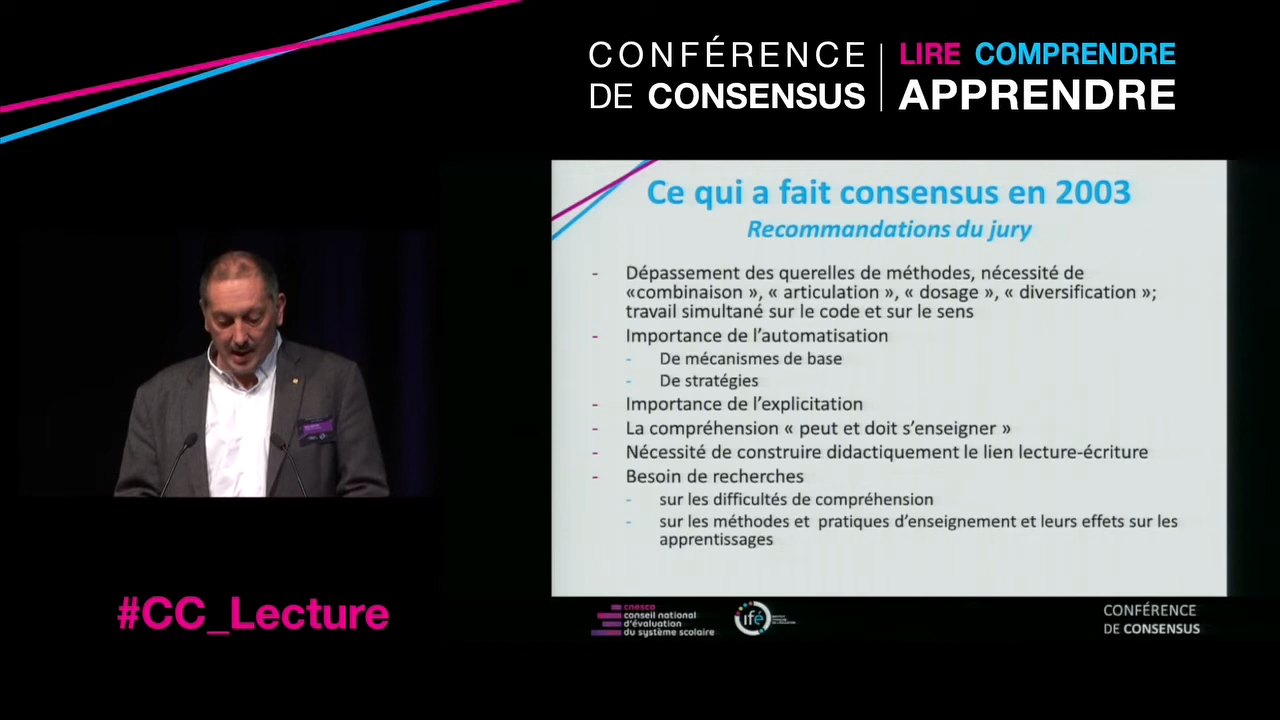 CONFÉRENCE
DE CONSENSUS
LIRE COMPRENDRE
APPRENDRE
Ce qui a fait consensus en 2003
Recommandations du jury
- Dépassement des querelles de méthodes, nécessité de
«combinaison », « articulation », « dosage », « diversification »;
travail simultané sur le code et sur le sens
- Importance de l'automatisation
- De mécanismes de base
- De stratégies
- Importance de l'explicitation
- La compréhension « peut et doit s'enseigner »
- Nécessité de construire didactiquement le lien lecture-écriture
- Besoin de recherches
- sur les difficultés de compréhension
- sur les méthodes et pratiques d'enseignement et leurs effets sur les
apprentissages
#CC_Lecture
cnesco
conseil national
d'évaluation
du système scolaire
ifé
CONFÉRENCE
DE CONSENSUS